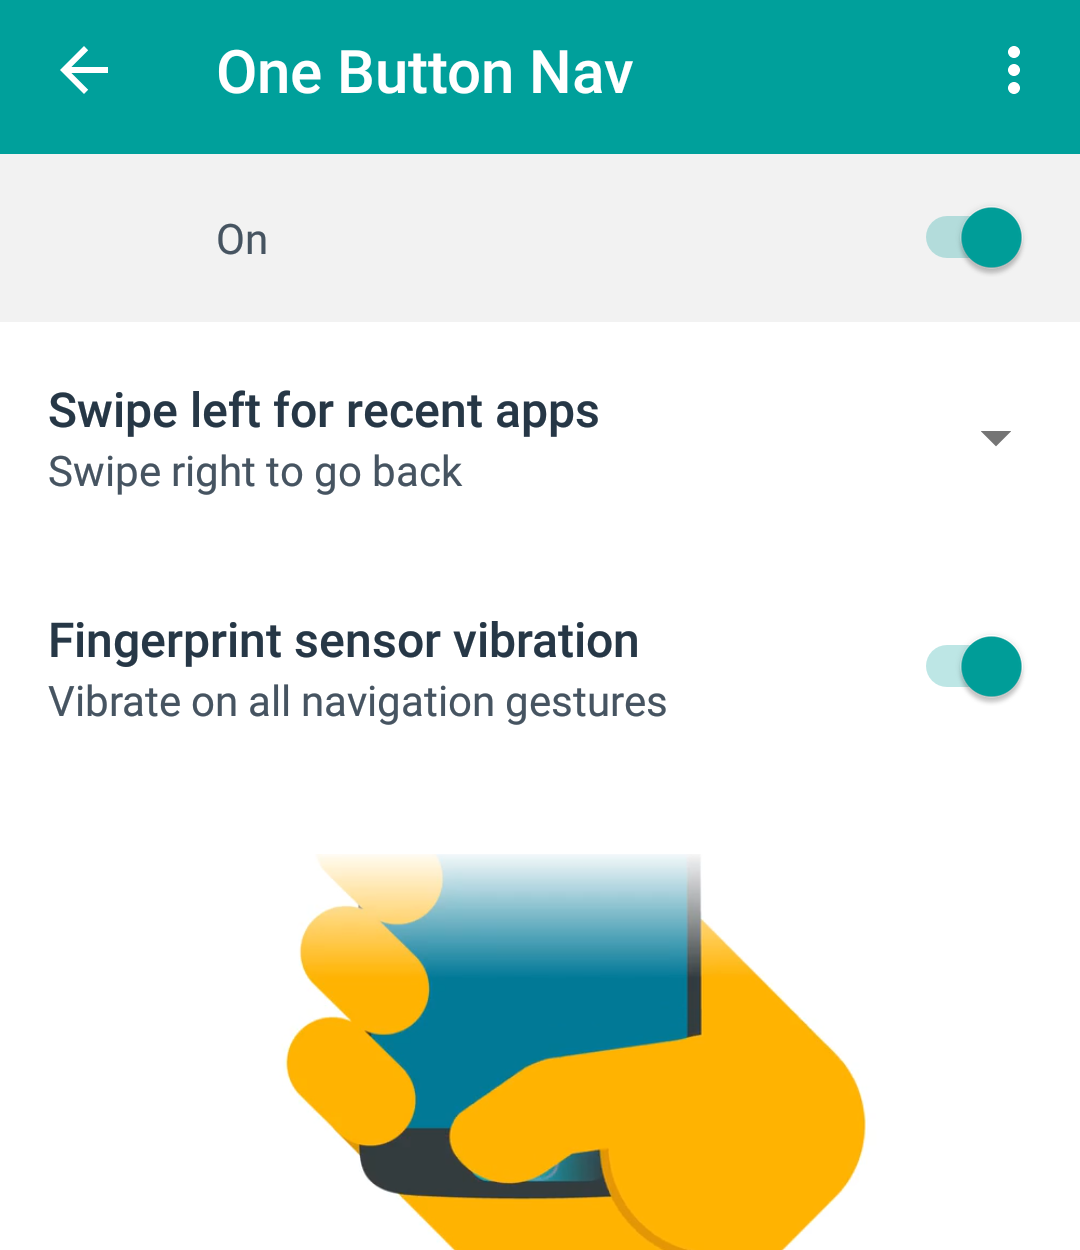 One Button Nav
On
Swipe left for recent apps
Swipe right to go back
Fingerprint sensor vibration
Vibrate on all navigation gestures